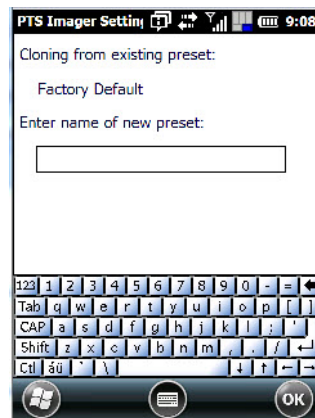 PTS Imager Settin 9:08
Cloning from existing preset:
Factory Default
Enter name of new preset:
123 1 2 3 4 5 6 7 8 9 0 - =
Tab q w e r t y u i o p [ ]
CAP a s d f g h j k l ; '
Shift z x c v b n m , . /
Ctl áü ` \
OK